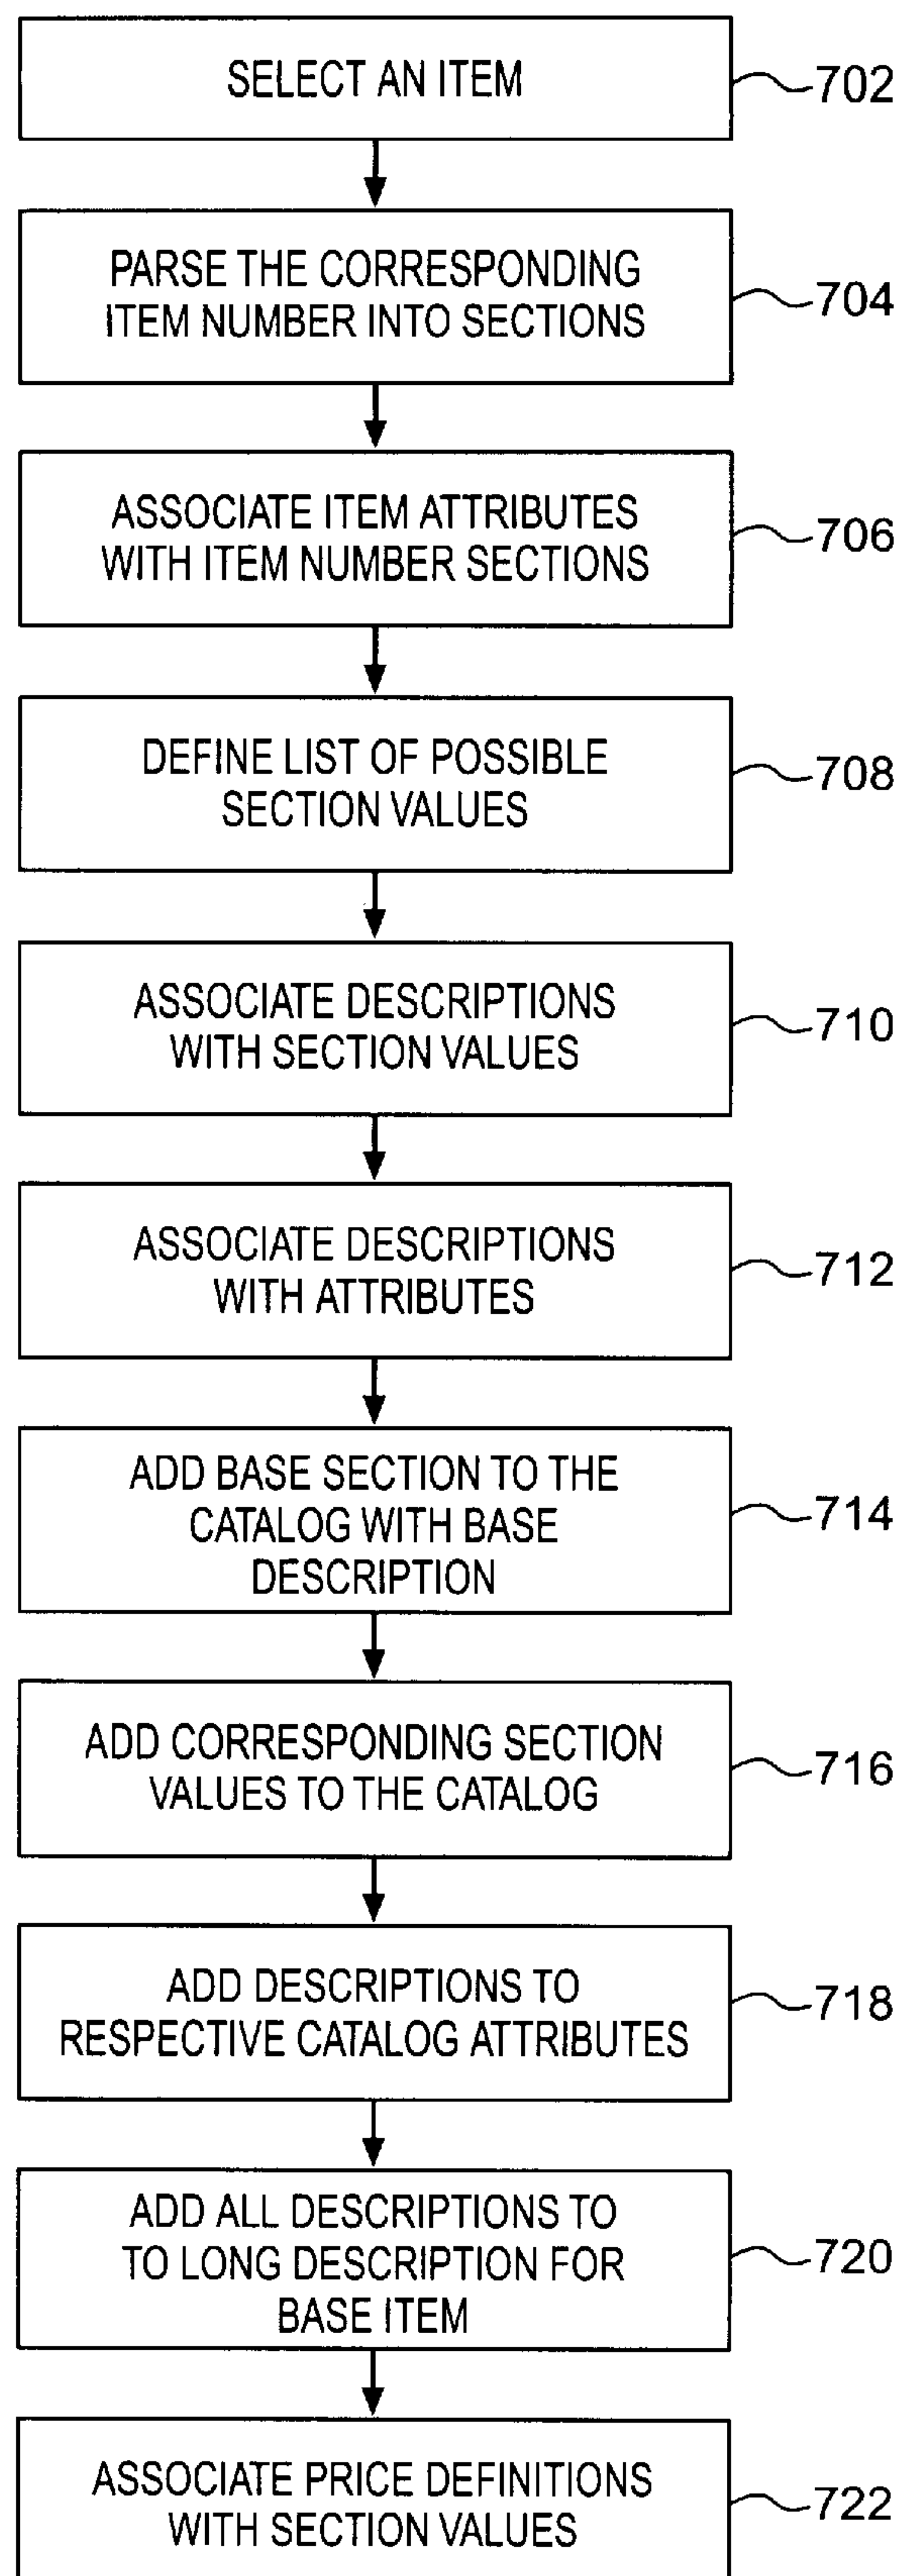 SELECT AN ITEM
702
PARSE THE CORRESPONDING
ITEM NUMBER INTO SECTIONS
704
ASSOCIATE ITEM ATTRIBUTES
WITH ITEM NUMBER SECTIONS
706
DEFINE LIST OF POSSIBLE
SECTION VALUES
708
ASSOCIATE DESCRIPTIONS
WITH SECTION VALUES
710
ASSOCIATE DESCRIPTIONS
WITH ATTRIBUTES
712
ADD BASE SECTION TO THE
CATALOG WITH BASE
DESCRIPTION
714
ADD CORRESPONDING SECTION
VALUES TO THE CATALOG
716
ADD DESCRIPTIONS TO
RESPECTIVE CATALOG ATTRIBUTES
718
ADD ALL DESCRIPTIONS TO
TO LONG DESCRIPTION FOR
BASE ITEM
720
ASSOCIATE PRICE DEFINITIONS
WITH SECTION VALUES
722